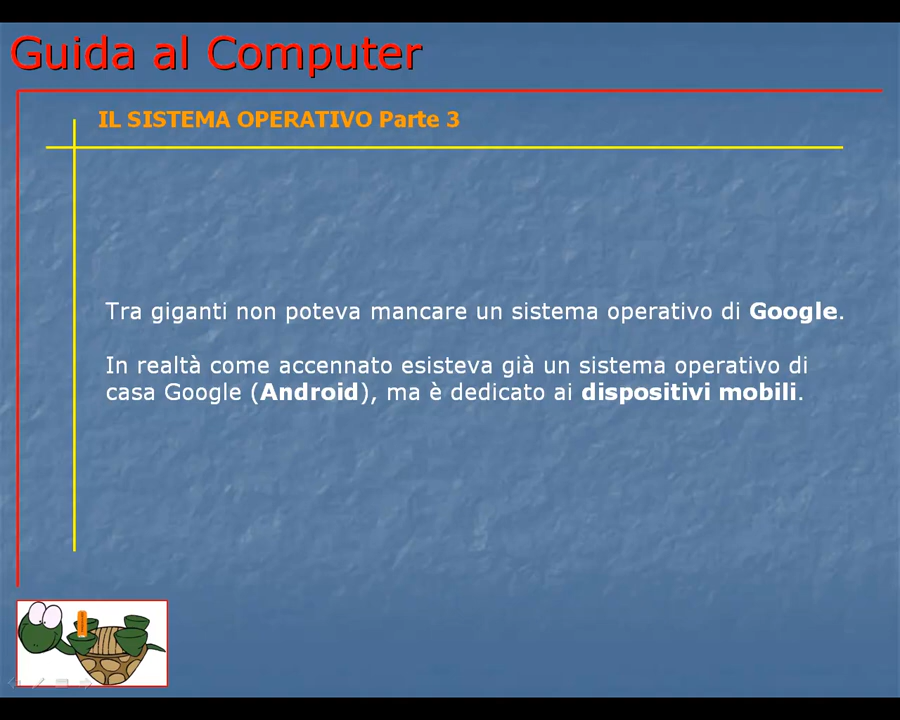 Guida al Computer
IL SISTEMA OPERATIVO Parte 3
Tra giganti non poteva mancare un sistema operativo di Google.
In realtà come accennato esisteva già un sistema operativo di
casa Google (Android), ma è dedicato ai dispositivi mobili.